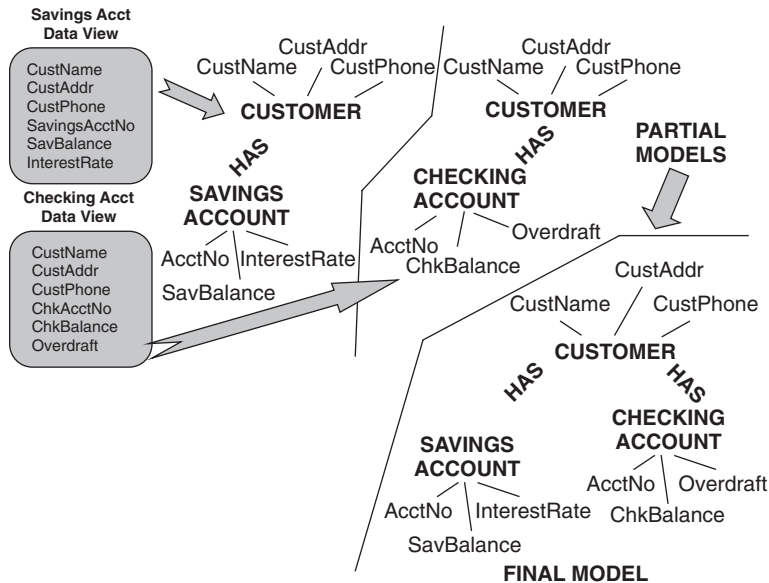 Savings Acct
Data View
CustName
CustAddr
CustPhone
SavingsAcctNo
SavBalance
InterestRate
Checking Acct
Data View
CustName
CustAddr
CustPhone
ChkAcctNo
ChkBalance
Overdraft
CustAddr
CustName
CustPhone
CUSTOMER
HAS
SAVINGS
ACCOUNT
AcctNo
InterestRate
SavBalance
CustAddr
CustName
CustPhone
CUSTOMER
HAS
CHECKING
ACCOUNT
AcctNo
Overdraft
ChkBalance
PARTIAL
MODELS
CustAddr
CustName
CustPhone
CUSTOMER
HAS
HAS
SAVINGS
ACCOUNT
AcctNo
InterestRate
SavBalance
CHECKING
ACCOUNT
AcctNo
Overdraft
ChkBalance
FINAL MODEL